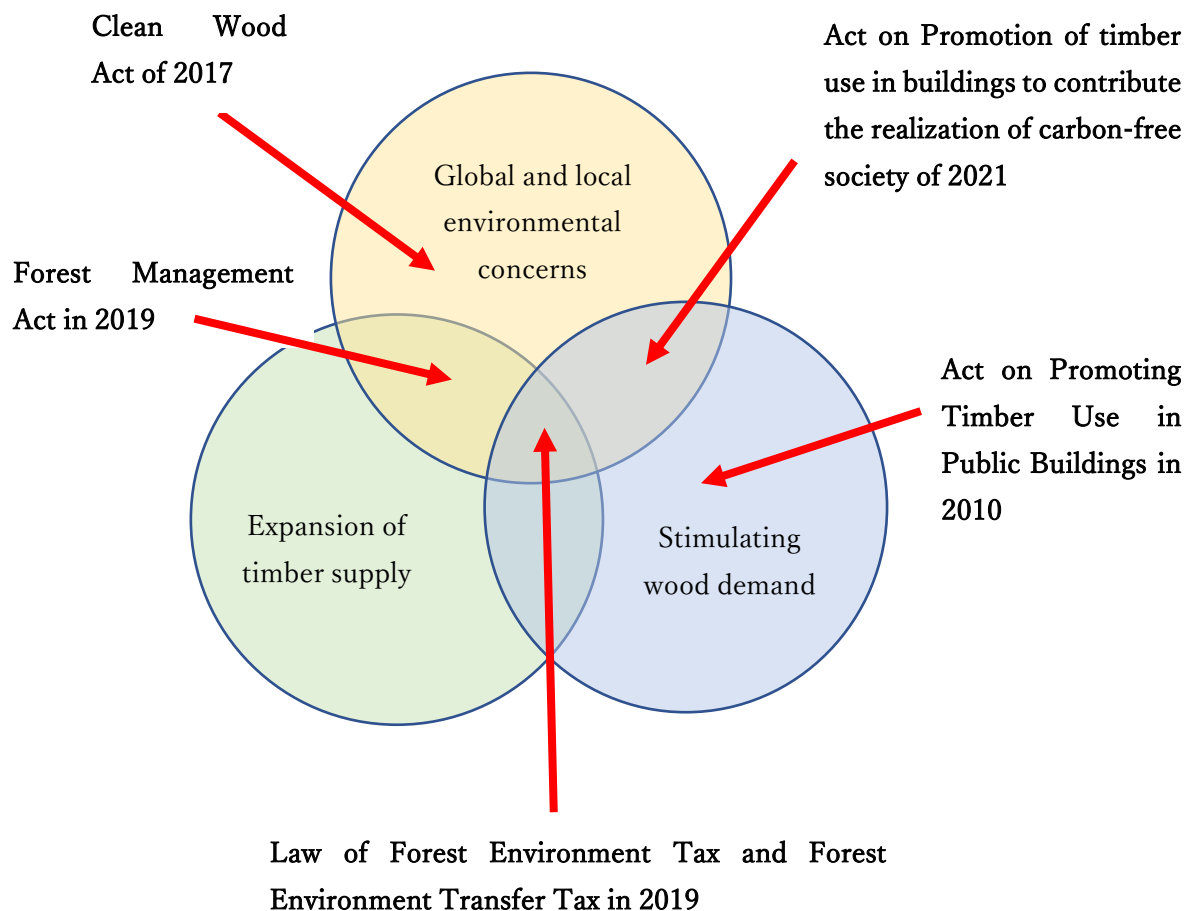 Clean Wood
Act of 2017
Act on Promotion of timber
use in buildings to contribute
the realization of carbon-free
society of 2021
Global and local
environmental
concerns
Forest Management
Act in 2019
Act on Promoting
Timber Use in
Public Buildings in
2010
Expansion of
timber supply
Stimulating
wood demand
Law of Forest Environment Tax and Forest
Environment Transfer Tax in 2019